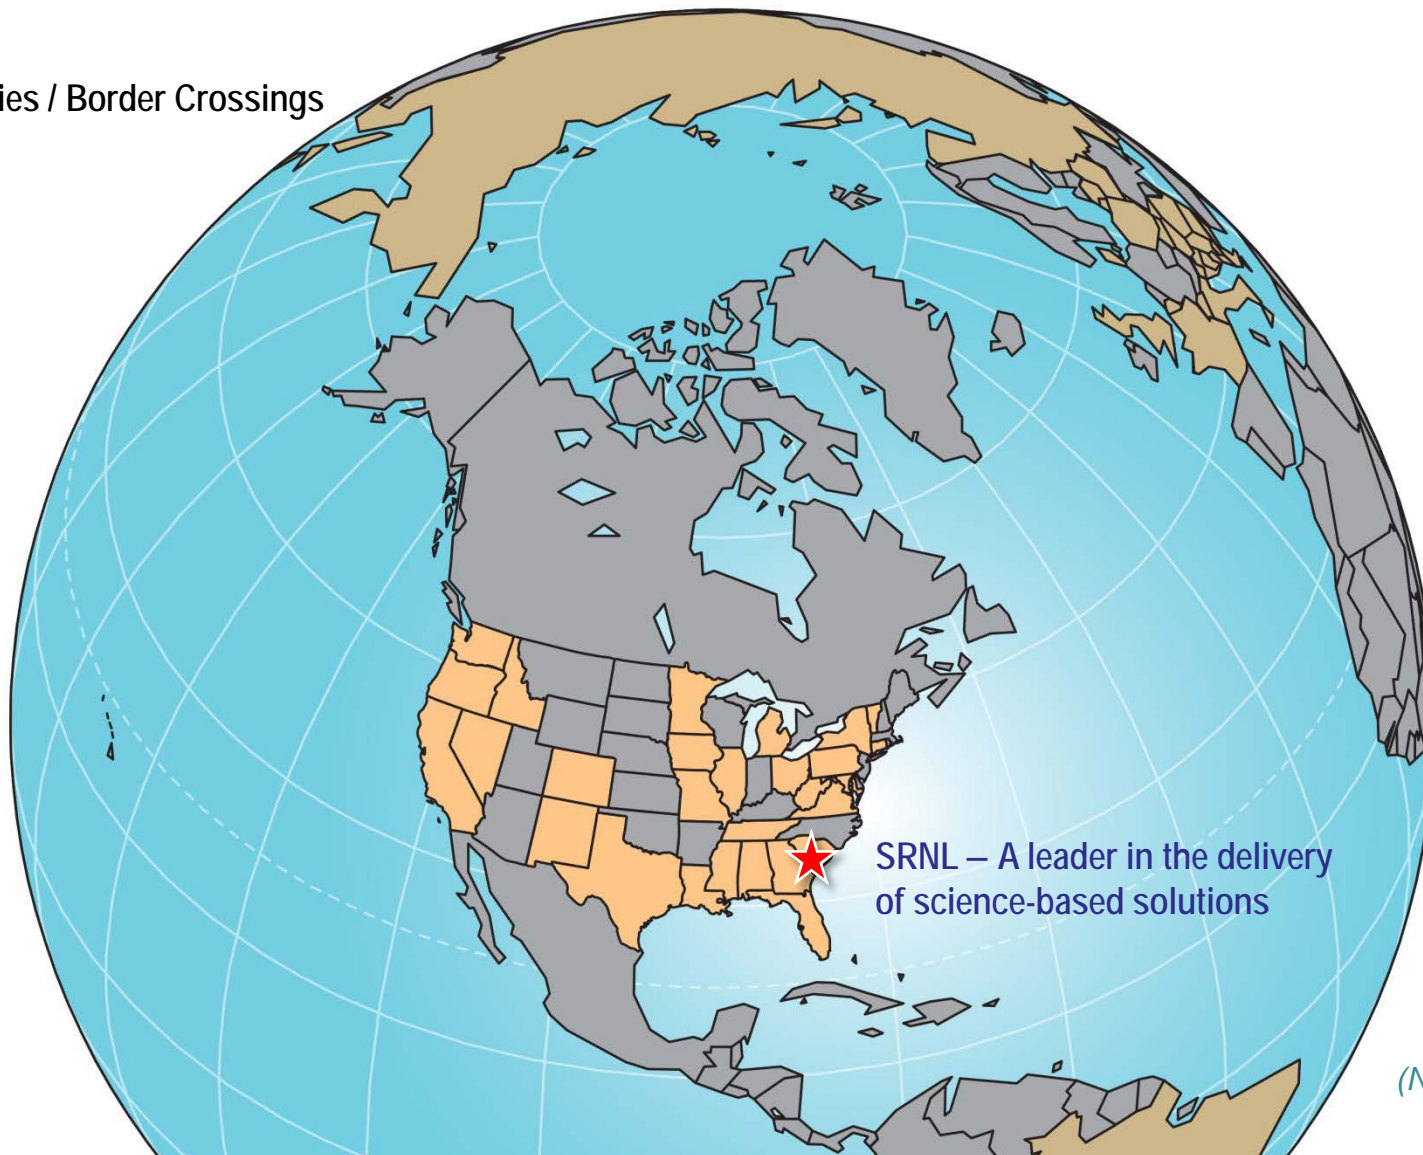 ies / Border Crossings
SRNL – A leader in the delivery
of science-based solutions
(N